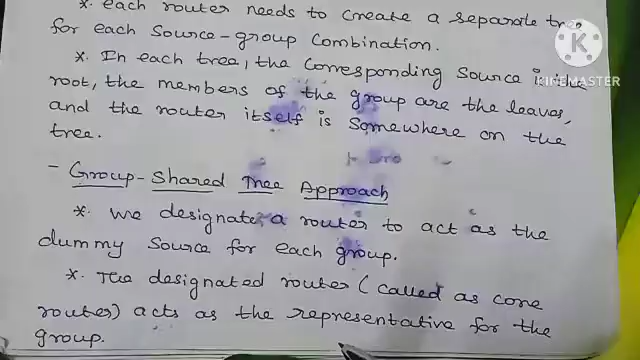 *. each router needs to create a separate tree
for each Source-group Combination.
*. In each tree, the corresponding source is the
root, the members of the group are the leaves,
and the router itself is somewhere on the
tree.
- Group-Shared Tree Approach
*. We designate a router to act as the
dummy source for each group.
*. The designated router (called as core
router) acts as the representative for the
group.
K
KINEMASTER